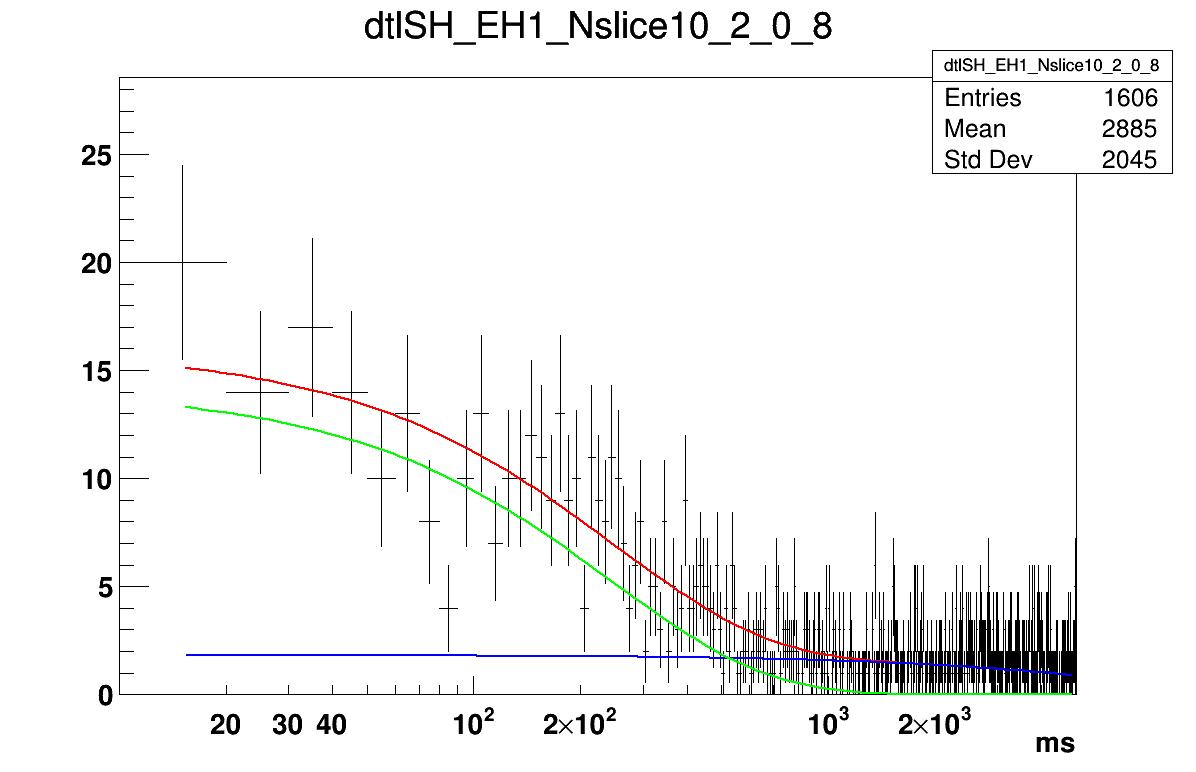 dtlSH_EH1_Nslice10_2_0_8
dtlSH_EH1_Nslice10_2_0_8
Entries 1606
Mean 2885
Std Dev 2045
25
20
15
10
5
0
20 30 40 10² 2×10² 10³ 2×10³
ms